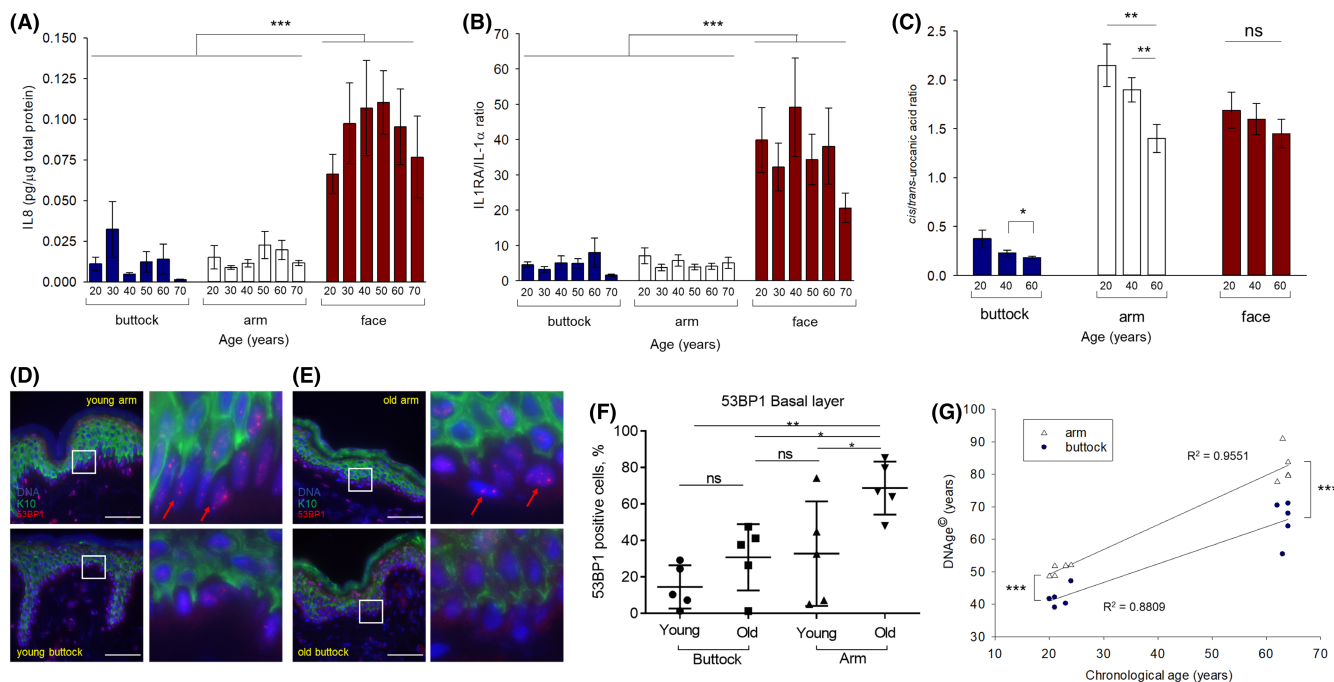 (A)
***
IL8 (pg/µg total protein)
0.150
0.125
0.100
0.075
0.050
0.025
0.000
20 30 40 50 60 70
20 30 40 50 60 70
20 30 40 50 60 70
buttock
arm
face
Age (years)
(B)
***
IL1RA/IL-1α ratio
70
60
50
40
30
20
10
0
20 30 40 50 60 70
20 30 40 50 60 70
20 30 40 50 60 70
buttock
arm
face
Age (years)
(C)
cis/trans-urocanic acid ratio
2.5
2.0
1.5
1.0
0.5
0.0
*
**
**
ns
20 40 60
20 40 60
20 40 60
buttock
arm
face
Age (years)
(D)
young arm
DNA
K10
53BP1
young buttock
(E)
old arm
DNA
K10
53BP1
old buttock
(F)
53BP1 Basal layer
53BP1 positive cells, %
100
80
60
40
20
0
**
*
ns
*
ns
Young
Old
Young
Old
Buttock
Arm
(G)
DNAge© (years)
100
90
80
70
60
50
40
30
arm
buttock
R² = 0.9551
R² = 0.8809
***
***
10 20 30 40 50 60 70
Chronological age (years)